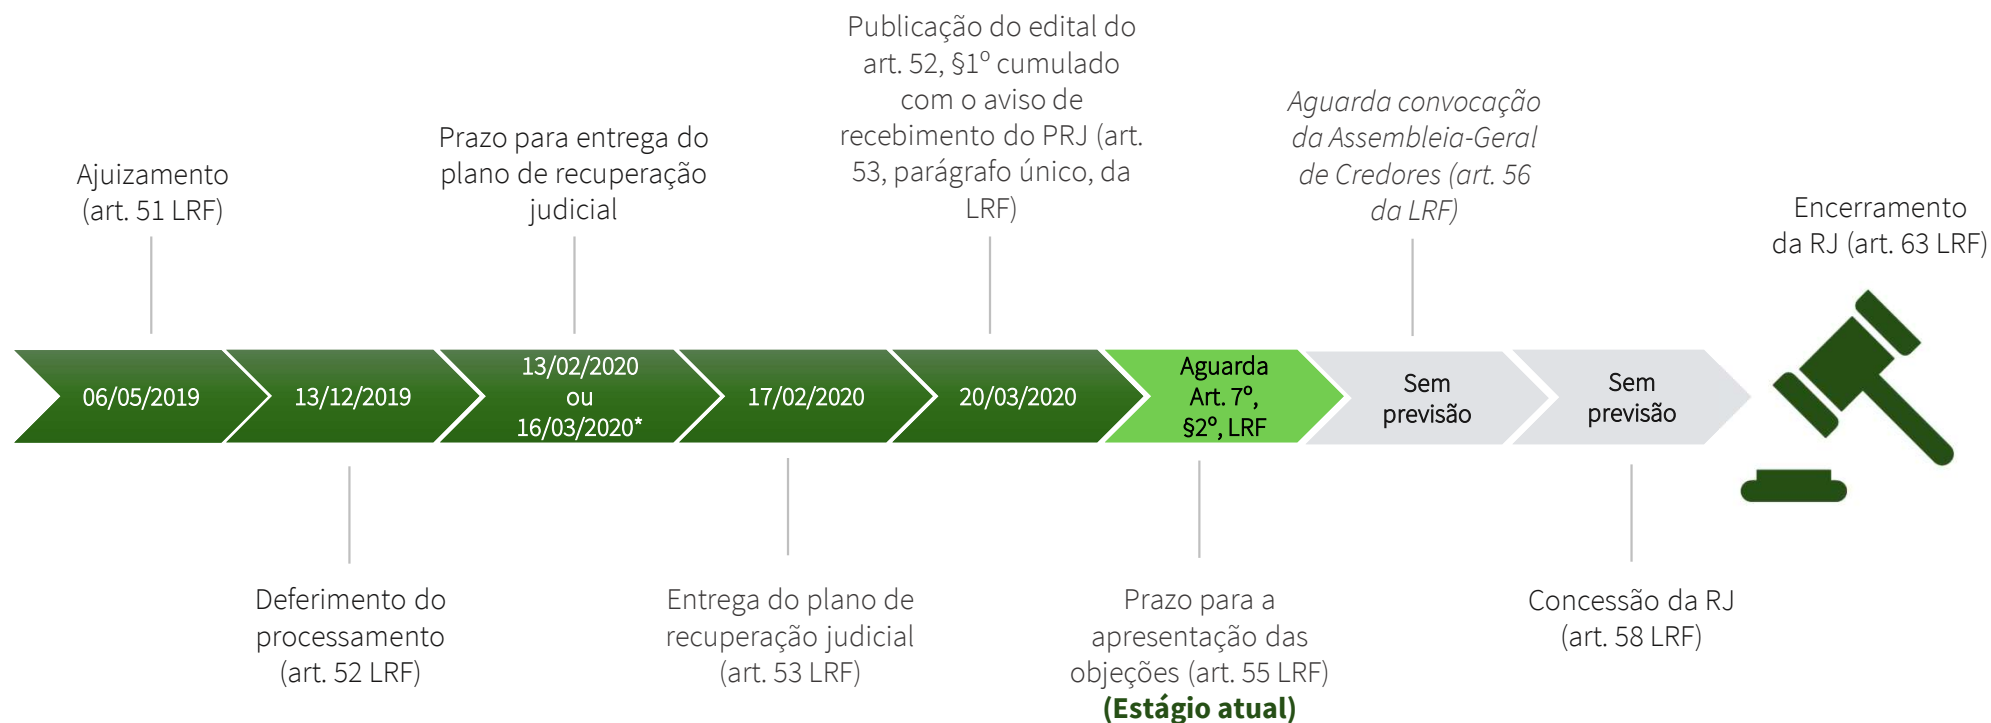 Ajuizamento
(art. 51 LRF)
Prazo para entrega do
plano de recuperação
judicial
Publicação do edital do
art. 52, §1º cumulado
com o aviso de
recebimento do PRJ (art.
53, parágrafo único, da
LRF)
Aguarda convocação
da Assembleia-Geral
de Credores (art. 56
da LRF)
Encerramento
da RJ (art. 63 LRF)
06/05/2019
13/12/2019
13/02/2020
ou
16/03/2020*
17/02/2020
20/03/2020
Aguarda
Art. 7º,
§2º, LRF
Sem
previsão
Sem
previsão
Deferimento do
processamento
(art. 52 LRF)
Entrega do plano de
recuperação judicial
(art. 53 LRF)
Prazo para a
apresentação das
objeções (art. 55 LRF)
(Estágio atual)
Concessão da RJ
(art. 58 LRF)